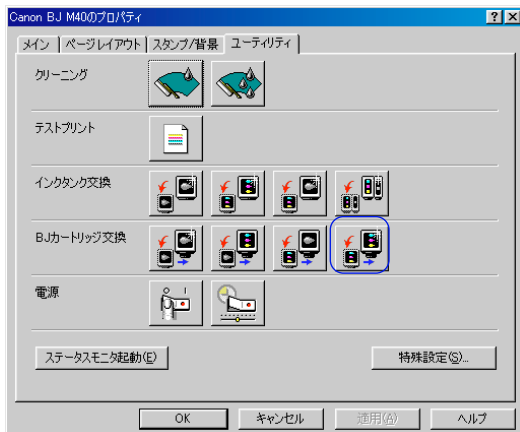 Canon BJ M40のプロパティ
メイン ページレイアウト スタンプ/背景 ユーティリティ
クリーニング
テストプリント
インクタンク交換
BJカートリッジ交換
電源
ステータスモニタ起動(E) 特殊設定(S)...
OK キャンセル 適用(A) ヘルプ